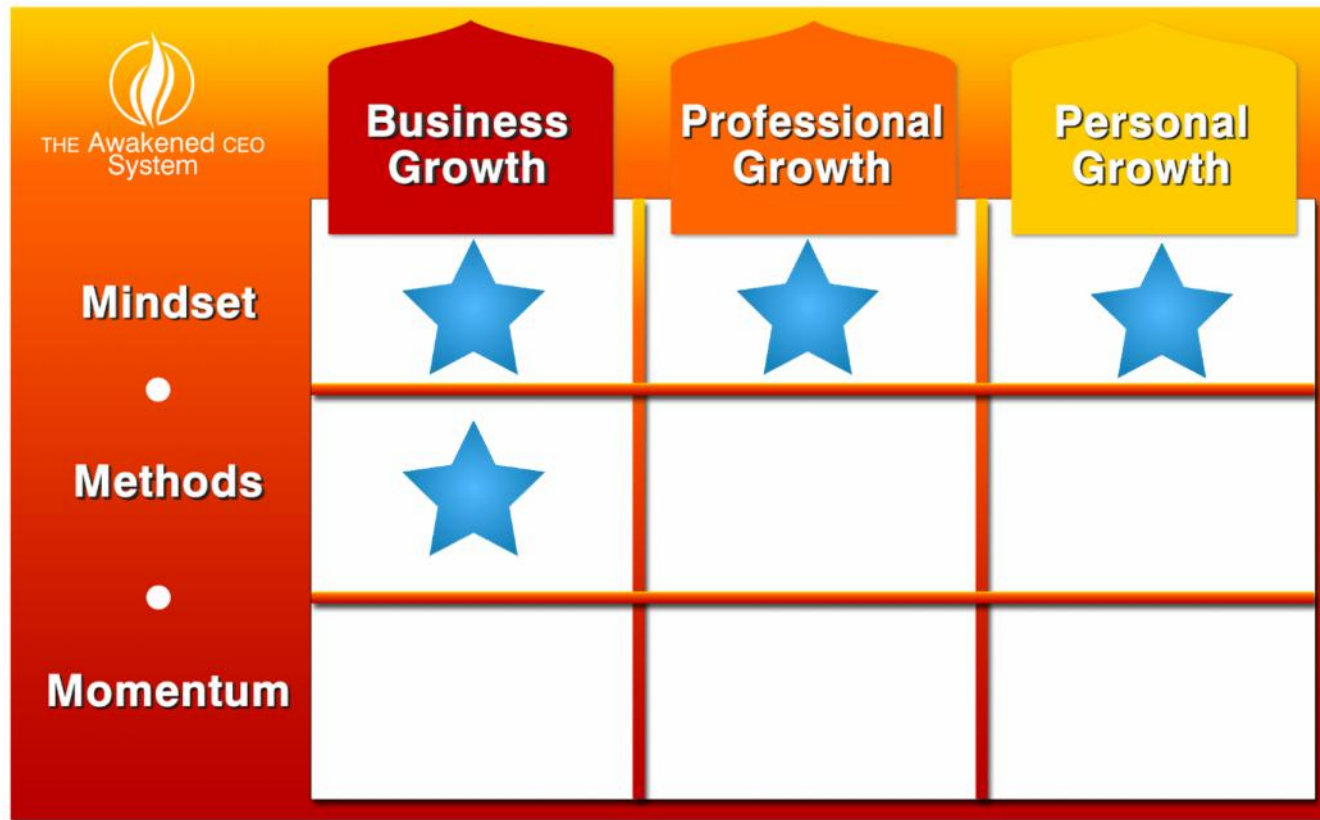 THE Awakened CEO
System
Business
Growth
Professional
Growth
Personal
Growth
Mindset
Methods
Momentum